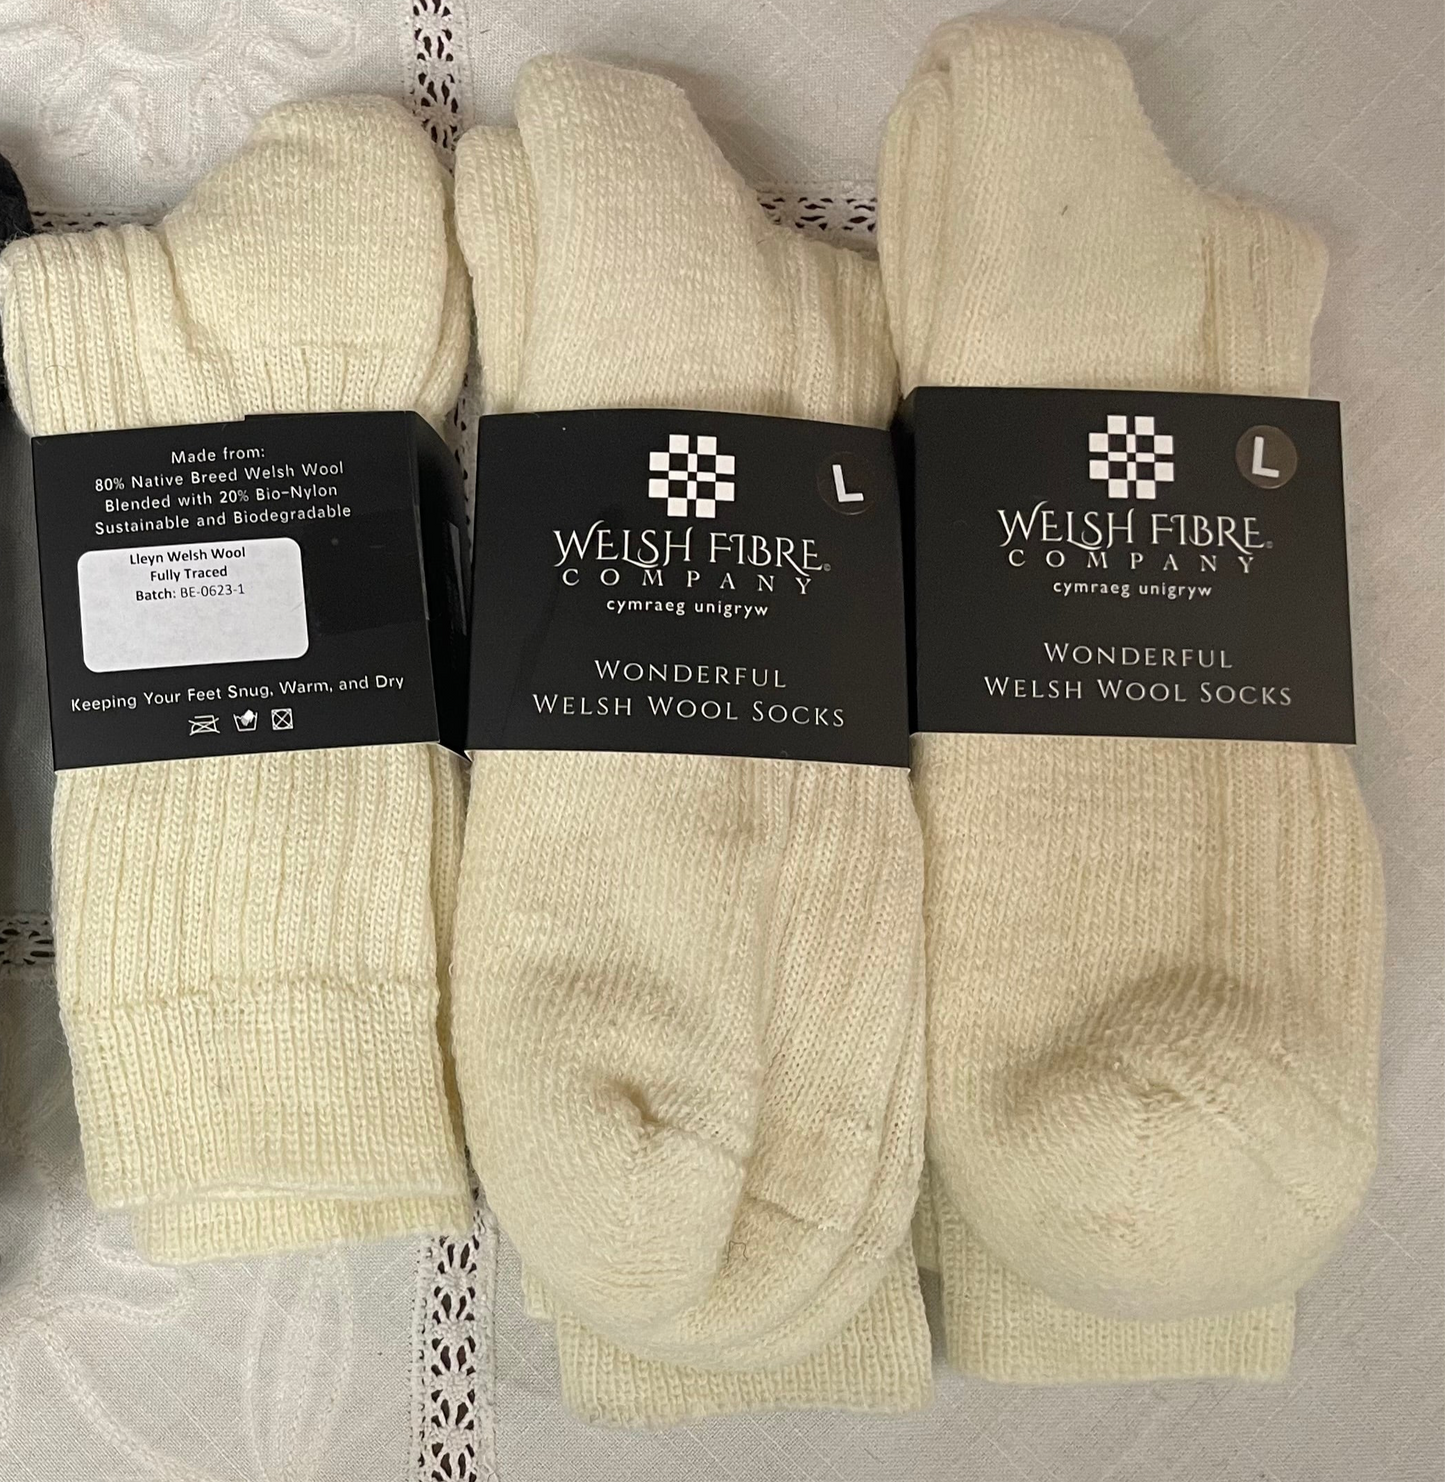 Made from:
80% Native Breed Welsh Wool
Blended with 20% Bio-Nylon
Sustainable and Biodegradable
Lleyn Welsh Wool
Fully Traced
Batch: BE-0623-1
Keeping Your Feet Snug, Warm, and Dry
L
WELSH FIBRE
COMPANY
cymraeg unigryw
WONDERFUL
WELSH WOOL SOCKS
L
WELSH FIBRE
COMPANY
cymraeg unigryw
WONDERFUL
WELSH WOOL SOCKS